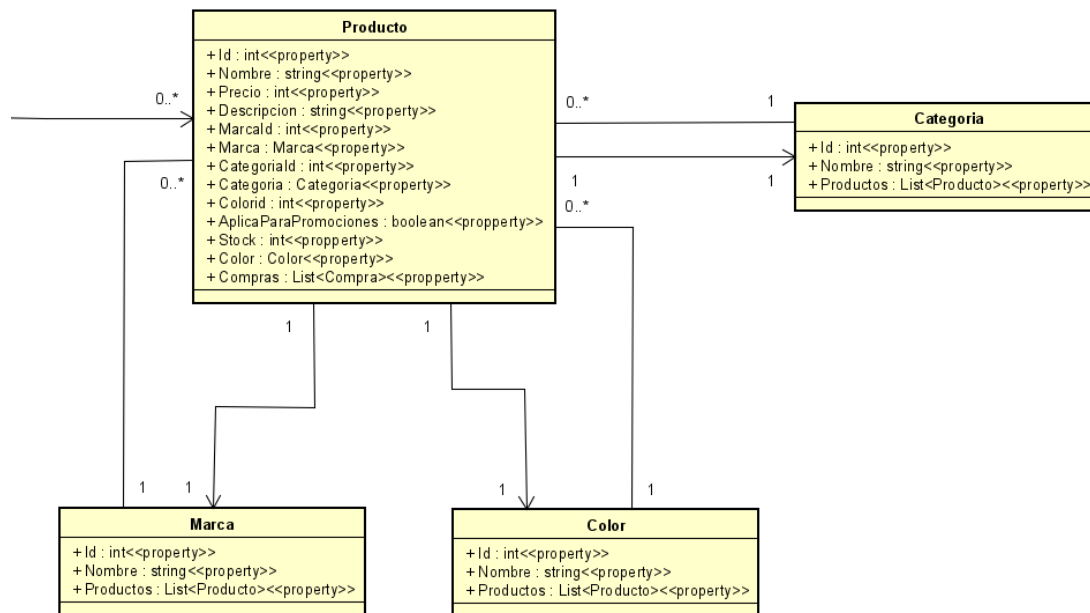 Producto
+ Id : int<<property>>
+ Nombre : string<<property>>
+ Precio : int<<property>>
+ Descripcion : string<<property>>
+ MarcaId : int<<property>>
+ Marca : Marca<<property>>
+ CategoriaId : int<<property>>
+ Categoria : Categoria<<property>>
+ Colorid : int<<property>>
+ AplicaParaPromociones : boolean<<propperty>>
+ Stock : int<<propperty>>
+ Color : Color<<property>>
+ Compras : List<Compra><<propperty>>
0..*
0..*
0..*
1
1
1
0..*
Categoria
+ Id : int<<property>>
+ Nombre : string<<property>>
+ Productos : List<Producto><<property>>
1
1
1
1
1
1
Marca
+ Id : int<<property>>
+ Nombre : string<<property>>
+ Productos : List<Producto><<property>>
Color
+ Id : int<<property>>
+ Nombre : string<<property>>
+ Productos : List<Producto><<property>>